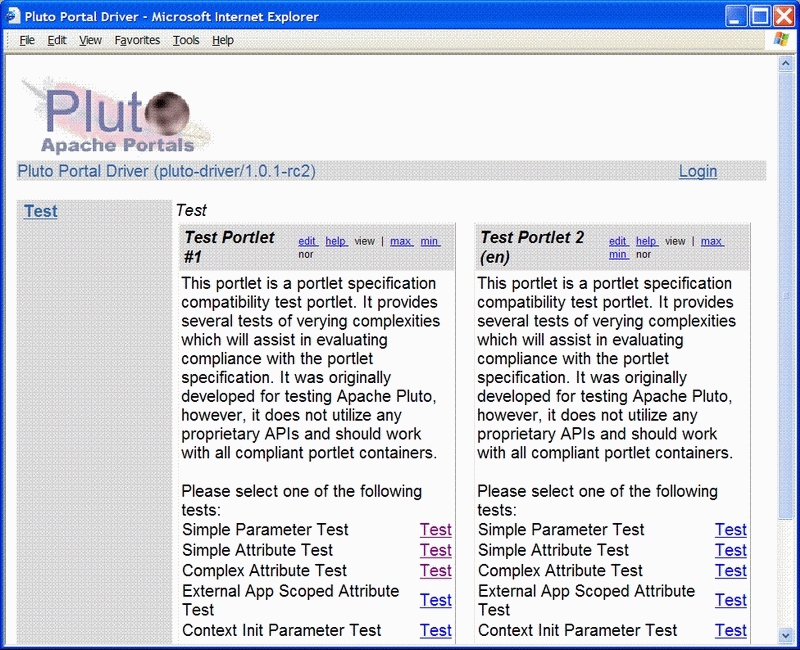 Pluto Portal Driver - Microsoft Internet Explorer
File Edit View Favorites Tools Help
Pluto
Apache Portals
Pluto Portal Driver (pluto-driver/1.0.1-rc2) Login
Test
Test
Test Portlet #1
edit help view | max min nor
This portlet is a portlet specification
compatibility test portlet. It provides
several tests of verying complexities
which will assist in evaluating
compliance with the portlet
specification. It was originally
developed for testing Apache Pluto,
however, it does not utilize any
proprietary APIs and should work
with all compliant portlet containers.
Please select one of the following
tests:
Simple Parameter Test Test
Simple Attribute Test Test
Complex Attribute Test Test
External App Scoped Attribute
Test Test
Context Init Parameter Test Test
Test Portlet 2
(en)
edit help view | max
min nor
This portlet is a portlet specification
compatibility test portlet. It provides
several tests of verying complexities
which will assist in evaluating
compliance with the portlet
specification. It was originally
developed for testing Apache Pluto,
however, it does not utilize any
proprietary APIs and should work
with all compliant portlet containers.
Please select one of the following
tests:
Simple Parameter Test Test
Simple Attribute Test Test
Complex Attribute Test Test
External App Scoped Attribute
Test Test
Context Init Parameter Test Test